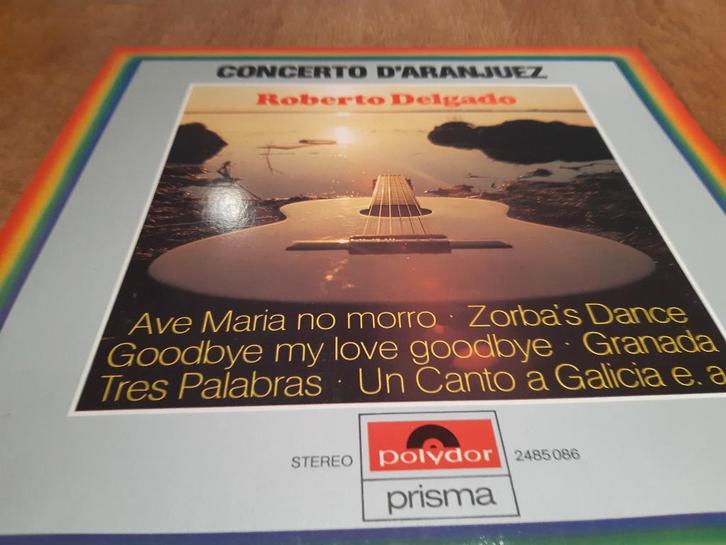 CONCERTO D'ARANJUEZ
Roberto Delgado
Ave Maria no morro · Zorba's Dance
Goodbye my love goodbye · Granada
Tres Palabras · Un Canto a Galicia e. a
STEREO polydor 2485 086
prisma